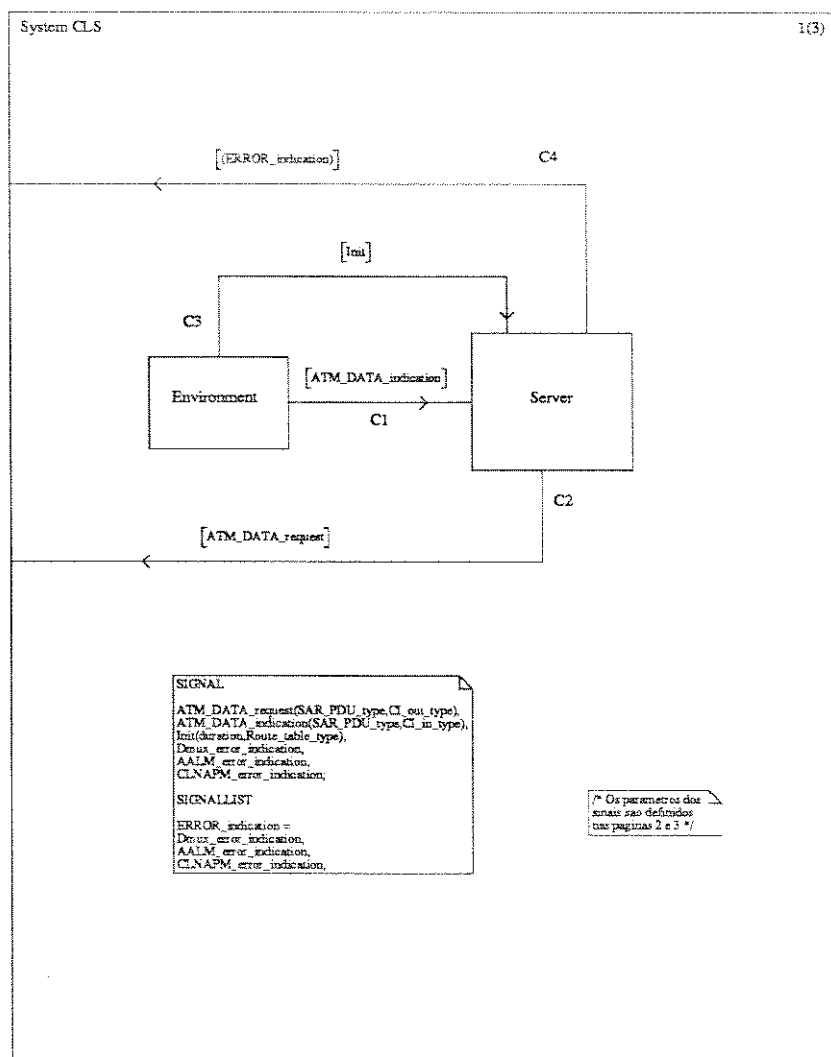 System CLS 1(3)
[(ERROR_indication)]
C4
[Init]
C3
[ATM_DATA_indication]
Environment
Server
C1
C2
[ATM_DATA_request]
SIGNAL
ATM_DATA_request(SAR_PDU_type,CI_out_type),
ATM_DATA_indication(SAR_PDU_type,CI_in_type),
Init(duration,Route_table_type),
Dmux_error_indication,
AALM_error_indication,
CLNAPM_error_indication;
SIGNALLIST
ERROR_indication =
Dmux_error_indication,
AALM_error_indication,
CLNAPM_error_indication,
/* Os parametros dos
sinais sao definidos
nas paginas 2 e 3 */